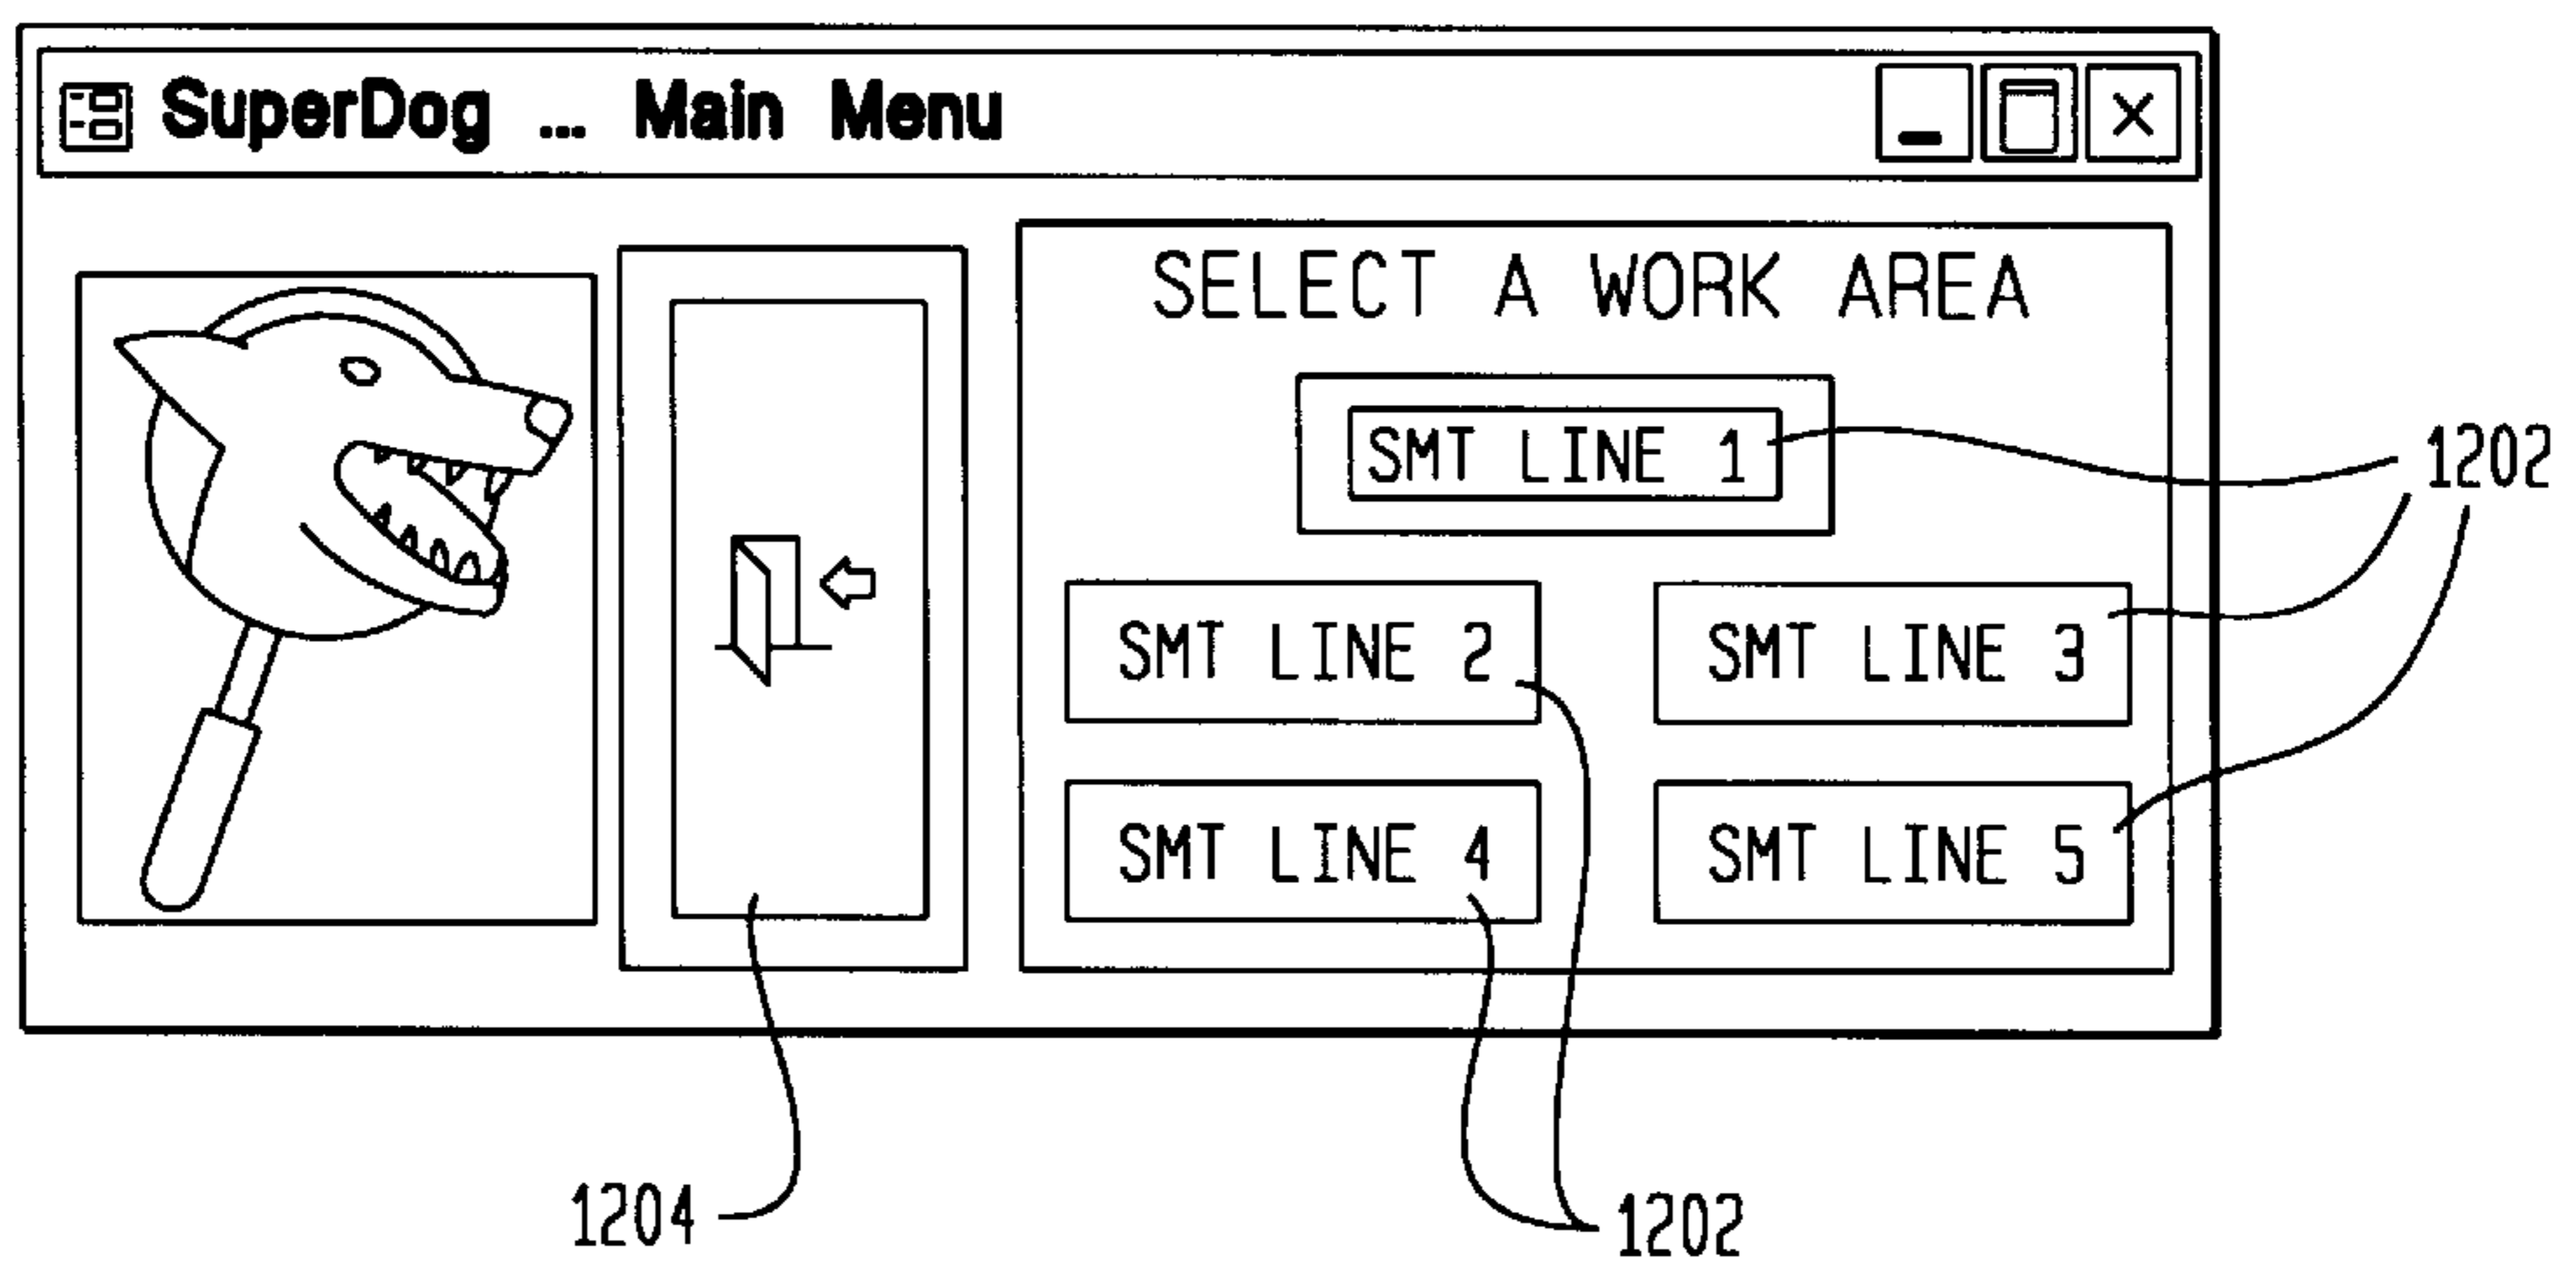 SuperDog ... Main Menu
SELECT A WORK AREA
SMT LINE 1
1202
SMT LINE 2
SMT LINE 3
SMT LINE 4
SMT LINE 5
1204
1202